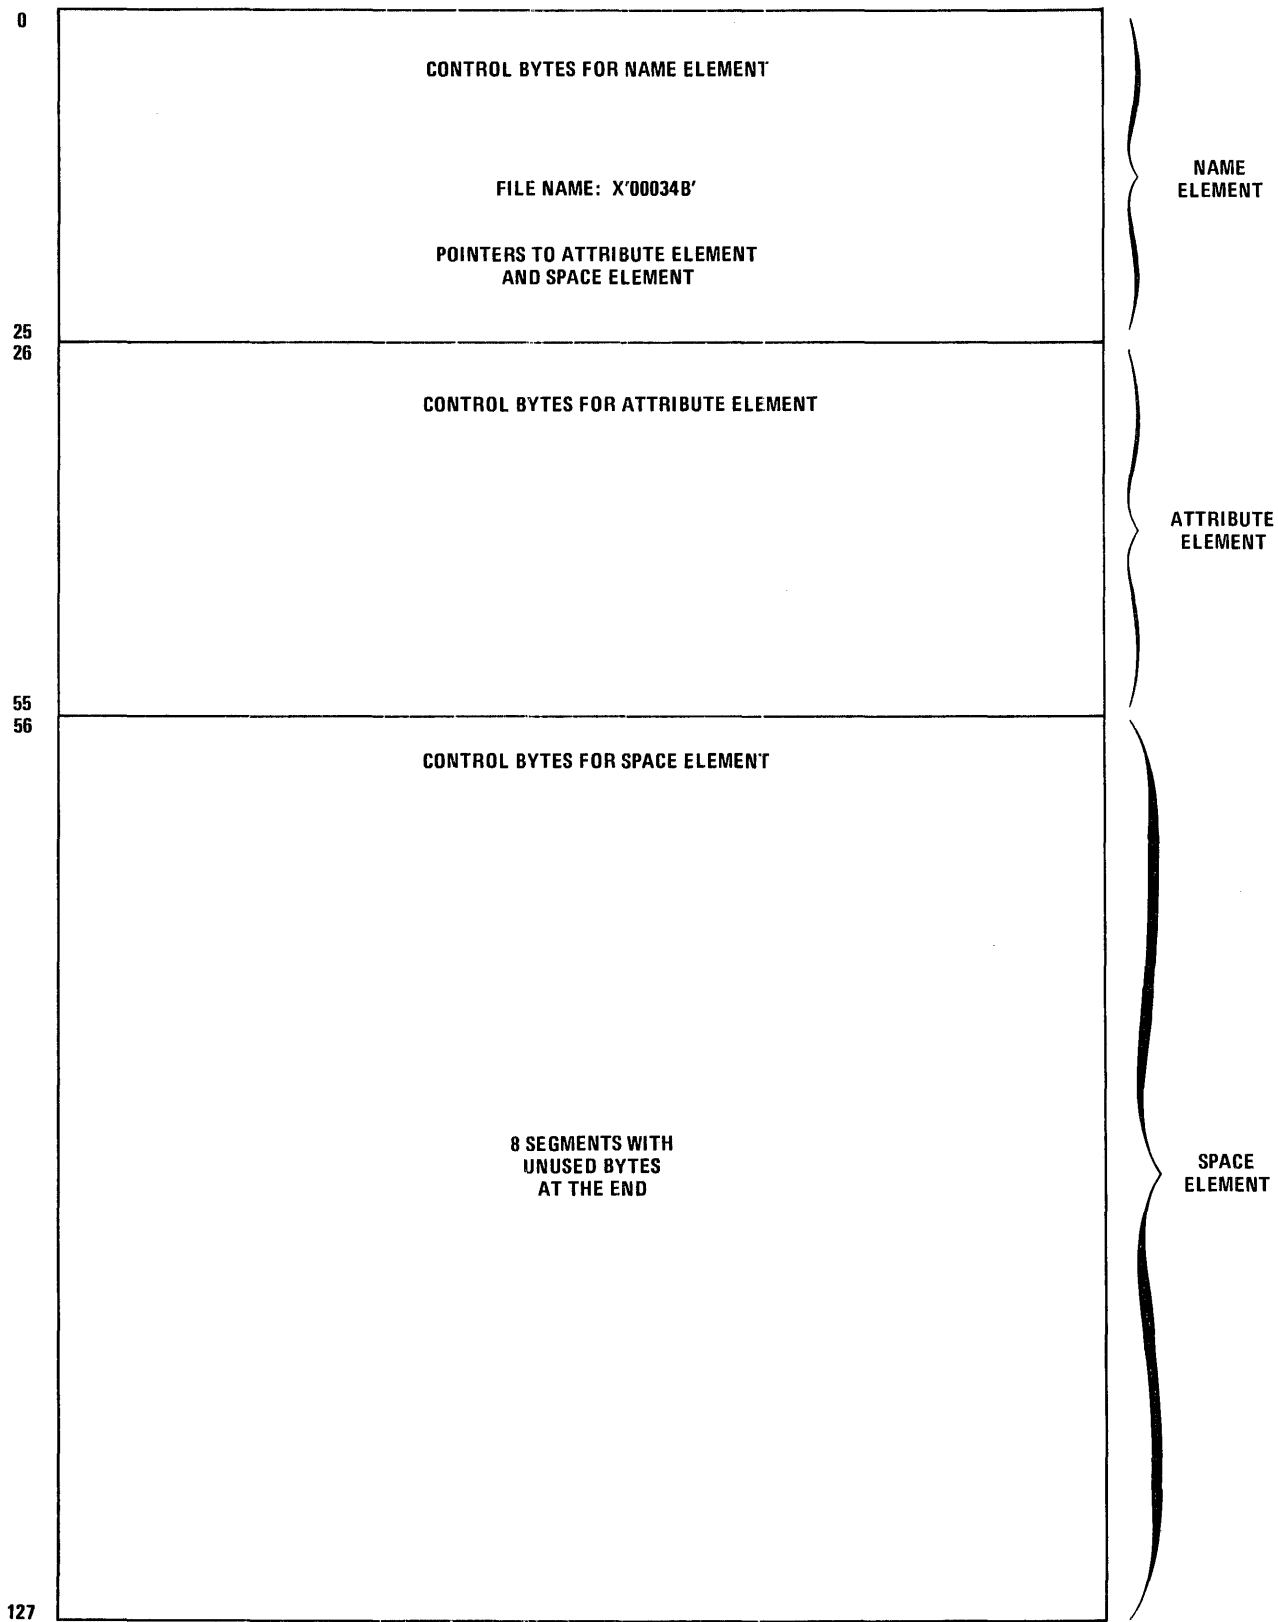 0
CONTROL BYTES FOR NAME ELEMENT
FILE NAME: X'00034B'
POINTERS TO ATTRIBUTE ELEMENT
AND SPACE ELEMENT
NAME
ELEMENT
25
26
CONTROL BYTES FOR ATTRIBUTE ELEMENT
ATTRIBUTE
ELEMENT
55
56
CONTROL BYTES FOR SPACE ELEMENT
8 SEGMENTS WITH
UNUSED BYTES
AT THE END
SPACE
ELEMENT
127